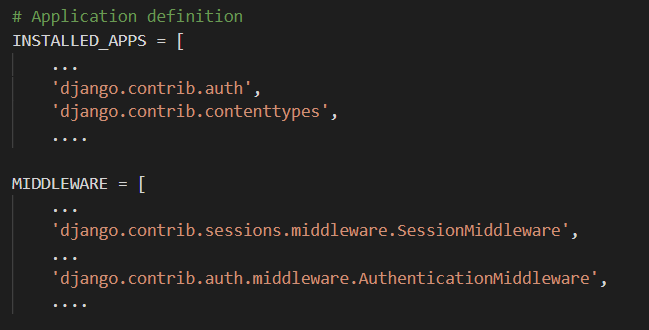 # Application definition
INSTALLED_APPS = [
...
'django.contrib.auth',
'django.contrib.contenttypes',
....
MIDDLEWARE = [
...
'django.contrib.sessions.middleware.SessionMiddleware',
...
'django.contrib.auth.middleware.AuthenticationMiddleware',
....